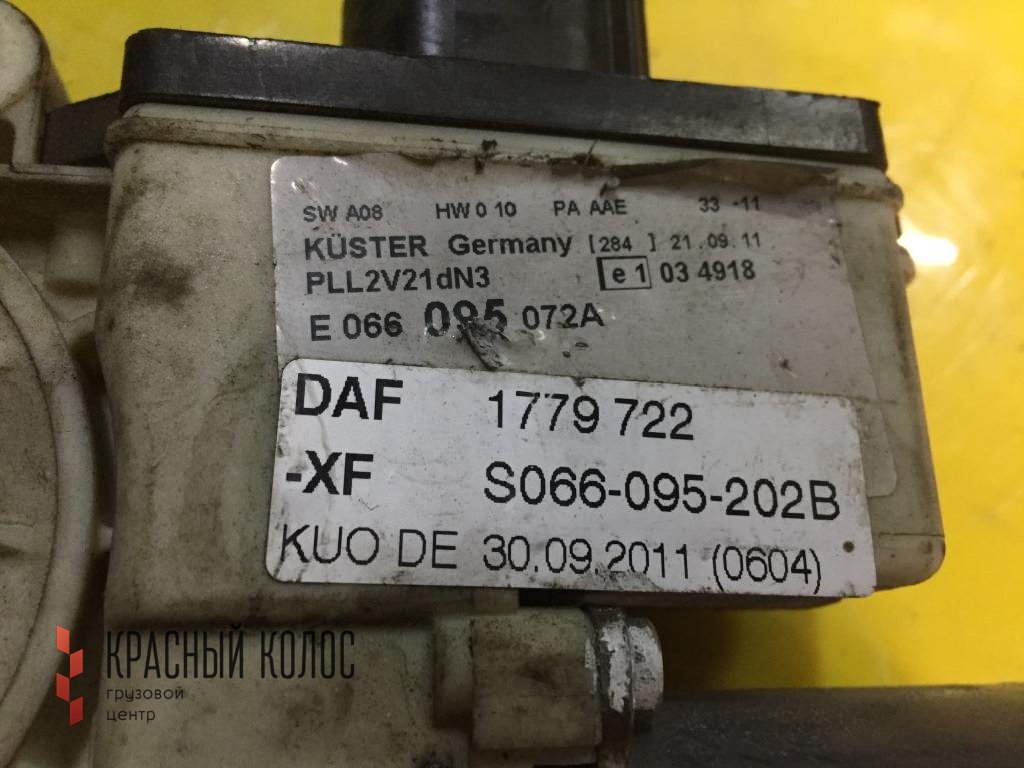 SW A08 HW 0 10 PA AAE 33 -11
KÜSTER Germany [284 ] 21.09.11
PLL2V21dN3 e1 03 4918
E 066 095 072A
DAF 1779 722
-XF S066-095-202B
KUO DE 30.09.2011 (0604)
КРАСНЫЙ КОЛОС
грузовой
центр